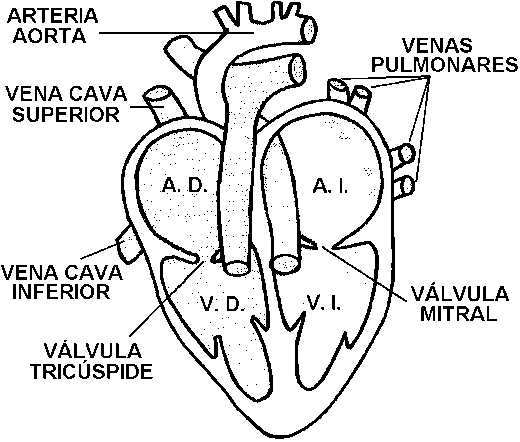 ARTERIA
AORTA
VENAS
PULMONARES
VENA CAVA
SUPERIOR
A. D.
A. I.
VENA CAVA
INFERIOR
V. D.
V. I.
VÁLVULA
MITRAL
VÁLVULA
TRICÚSPIDE